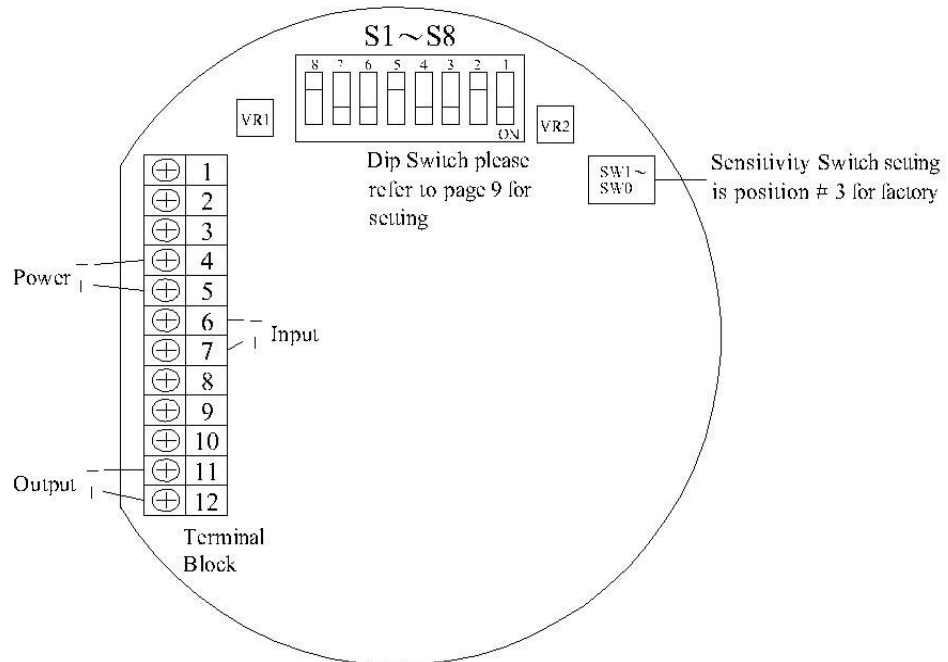 S1～S8
8 7 6 5 4 3 2 1
ON
VR1
VR2
Dip Switch please
refer to page 9 for
setting
SW1～
SW0
Sensitivity Switch setting
is position # 3 for factory
1
2
3
4
5
6
7
8
9
10
11
12
Power
Input
Output
Terminal
Block